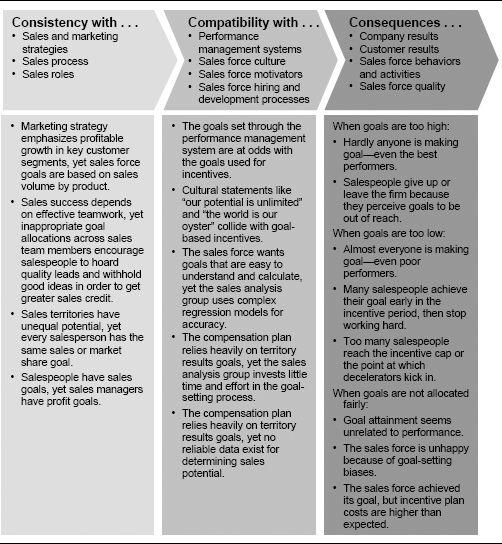 Consistency with . . .
• Sales and marketing
strategies
• Sales process
• Sales roles
Compatibility with . . .
• Performance
management systems
• Sales force culture
• Sales force motivators
• Sales force hiring and
development processes
Consequences . . .
• Company results
• Customer results
• Sales force behaviors
and activities
• Sales force quality
• Marketing strategy
emphasizes profitable
growth in key customer
segments, yet sales force
goals are based on sales
volume by product.
• Sales success depends
on effective teamwork, yet
inappropriate goal
allocations across sales
team members encourage
salespeople to hoard
quality leads and withhold
good ideas in order to get
greater sales credit.
• Sales territories have
unequal potential, yet
every salesperson has the
same sales or market
share goal.
• Salespeople have sales
goals, yet sales managers
have profit goals.
• The goals set through the
performance management
system are at odds with
the goals used for
incentives.
• Cultural statements like
“our potential is unlimited”
and “the world is our
oyster” collide with goal-
based incentives.
• The sales force wants
goals that are easy to
understand and calculate,
yet the sales analysis
group uses complex
regression models for
accuracy.
• The compensation plan
relies heavily on territory
results goals, yet the sales
analysis group invests little
time and effort in the goal-
setting process.
• The compensation plan
relies heavily on territory
results goals, yet no
reliable data exist for
determining sales
potential.
When goals are too high:
• Hardly anyone is making
goal—even the best
performers.
• Salespeople give up or
leave the firm because
they perceive goals to be
out of reach.
When goals are too low:
• Almost everyone is making
goal—even poor
performers.
• Many salespeople achieve
their goal early in the
incentive period, then stop
working hard.
• Too many salespeople
reach the incentive cap or
the point at which
decelerators kick in.
When goals are not allocated
fairly:
• Goal attainment seems
unrelated to performance.
• The sales force is unhappy
because of goal-setting
biases.
• The sales force achieved
its goal, but incentive plan
costs are higher than
expected.